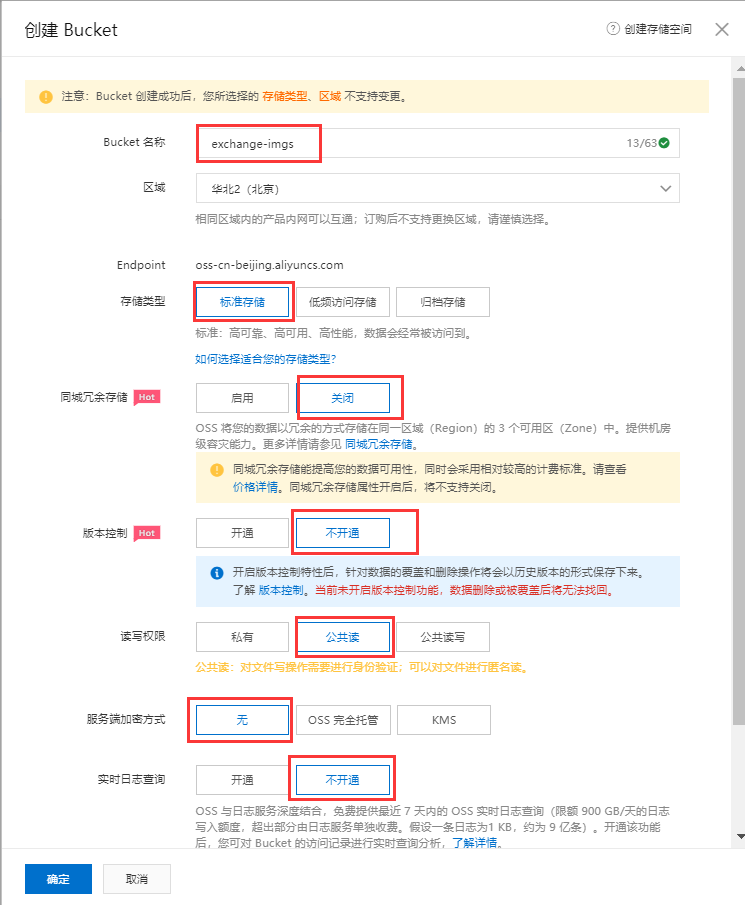 创建 Bucket
创建存储空间
注意：Bucket 创建成功后，您所选择的 存储类型、区域 不支持变更。
Bucket 名称
exchange-imgs
13/63
区域
华北2（北京）
相同区域内的产品内网可以互通；订购后不支持更换区域，请谨慎选择。
Endpoint
oss-cn-beijing.aliyuncs.com
存储类型
标准存储 低频访问存储 归档存储
标准：高可靠、高可用、高性能，数据会经常被访问到。
如何选择适合您的存储类型？
同城冗余存储 Hot
启用 关闭
OSS 将您的数据以冗余的方式存储在同一区域（Region）的 3 个可用区（Zone）中。提供机房
级容灾能力。更多详情请参见 同城冗余存储。
同城冗余存储能提高您的数据可用性，同时会采用相对较高的计费标准。请查看
价格详情。同城冗余存储属性开启后，将不支持关闭。
版本控制 Hot
开通 不开通
开启版本控制特性后，针对数据的覆盖和删除操作将会以历史版本的形式保存下来。
了解 版本控制。当前未开启版本控制功能，数据删除或被覆盖后将无法找回。
读写权限
私有 公共读 公共读写
公共读：对文件写操作需要进行身份验证；可以对文件进行匿名读。
服务端加密方式
无 OSS 完全托管 KMS
实时日志查询
开通 不开通
OSS 与日志服务深度结合，免费提供最近 7 天内的 OSS 实时日志查询（限额 900 GB/天的日志
写入额度，超出部分由日志服务单独收费。假设一条日志为1 KB，约为 9 亿条）。开通该功能
后，您可对 Bucket 的访问记录进行实时查询分析，了解详情。
确定 取消